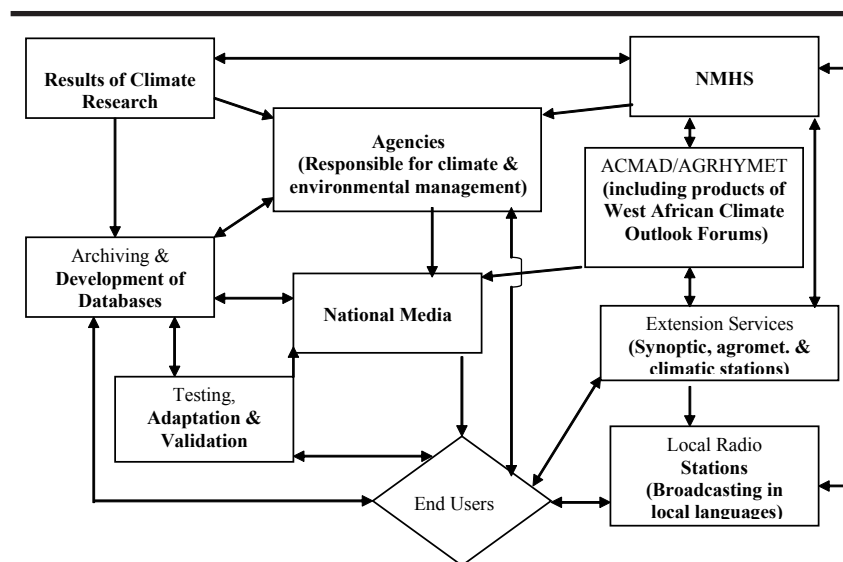 Results of Climate
Research
NMHS
Agencies
(Responsible for climate &
environmental management)
ACMAD/AGRHYMET
(including products of
West African Climate
Outlook Forums)
Archiving &
Development of
Databases
National Media
Extension Services
(Synoptic, agromet. &
climatic stations)
Testing,
Adaptation &
Validation
Local Radio
Stations
(Broadcasting in
local languages)
End Users